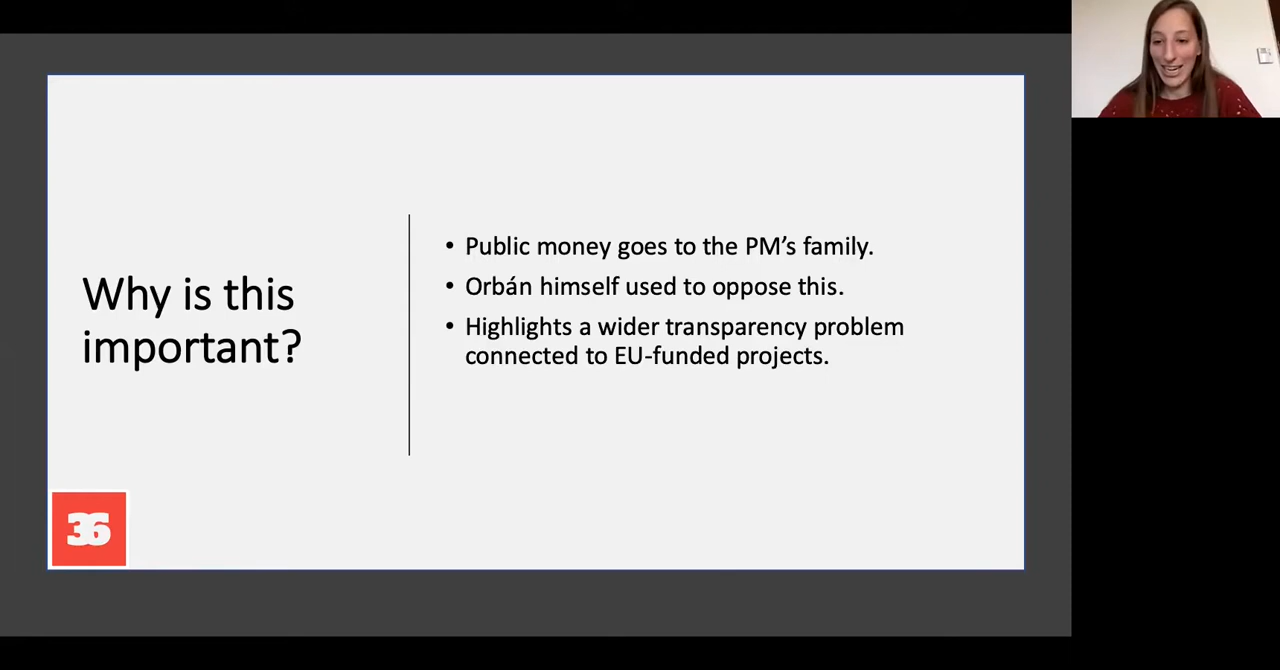 Why is this
important?
• Public money goes to the PM’s family.
• Orbán himself used to oppose this.
• Highlights a wider transparency problem
connected to EU-funded projects.
36